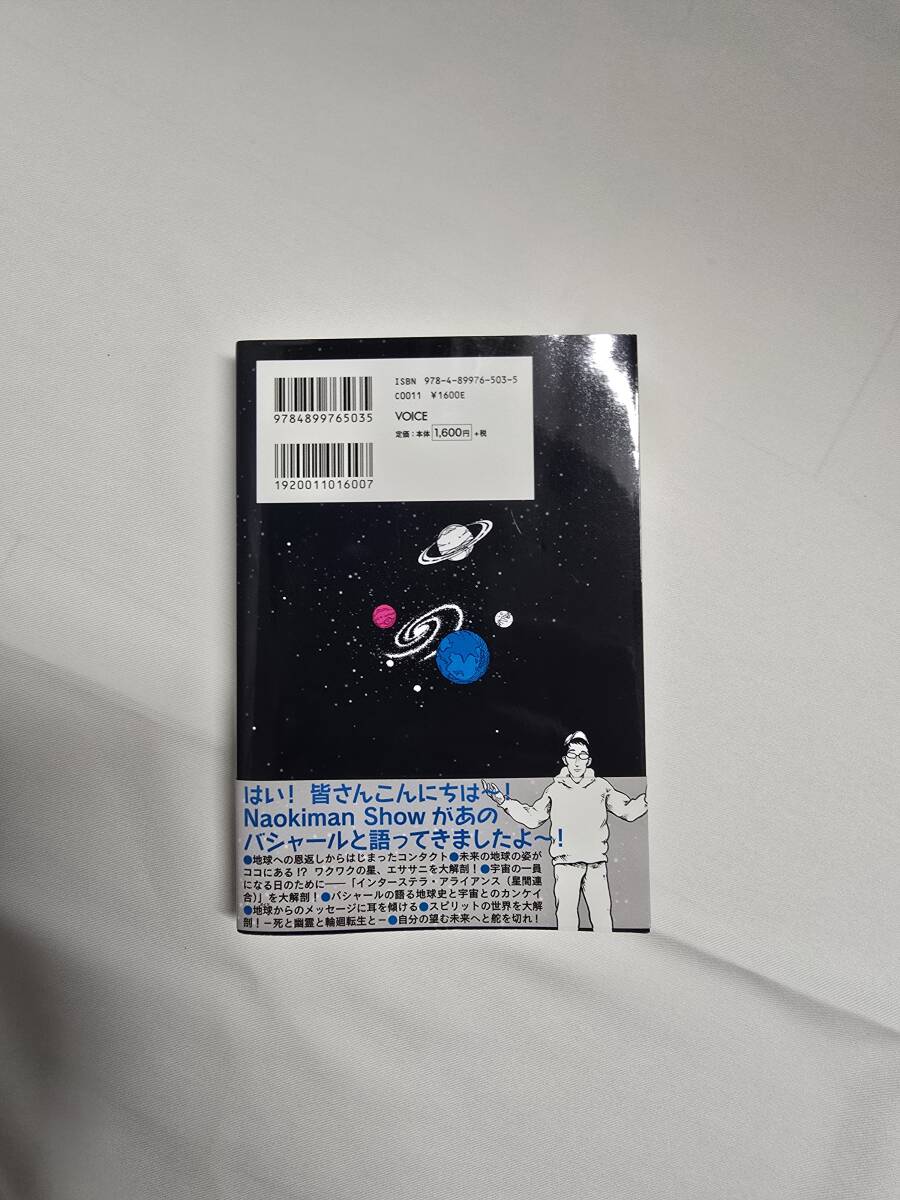 9784899765035
1920011016007
ISBN 978-4-89976-503-5
C0011 ¥1600E
VOICE
定価：本体 1,600円 +税
はい！ 皆さんこんにちは〜！
Naokiman Show があの
バシャールと語ってきましたよ〜！
●地球への恩返しからはじまったコンタクト●未来の地球の姿が
ココにある!? ワクワクの星、エササニを大解剖！●宇宙の一員
になる日のために――「インターステラ・アライアンス（星間連
合）」を大解剖！●バシャールの語る地球史と宇宙とのカンケイ
●地球からのメッセージに耳を傾ける●スピリットの世界を大解
剖！−死と幽霊と輪廻転生と−●自分の望む未来へと舵を切れ！